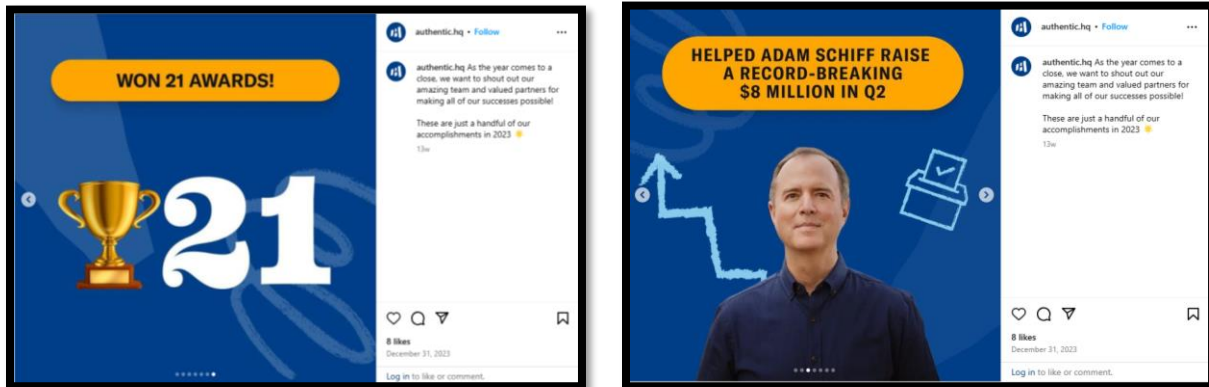 WON 21 AWARDS!
21
authentic.hq • Follow
authentic.hq As the year comes to a
close, we want to shout out our
amazing team and valued partners for
making all of our successes possible!
These are just a handful of our
accomplishments in 2023
13w
8 likes
December 31, 2023
Log in to like or comment.
HELPED ADAM SCHIFF RAISE
A RECORD-BREAKING
$8 MILLION IN Q2
authentic.hq • Follow
authentic.hq As the year comes to a
close, we want to shout out our
amazing team and valued partners for
making all of our successes possible!
These are just a handful of our
accomplishments in 2023
13w
8 likes
December 31, 2023
Log in to like or comment.